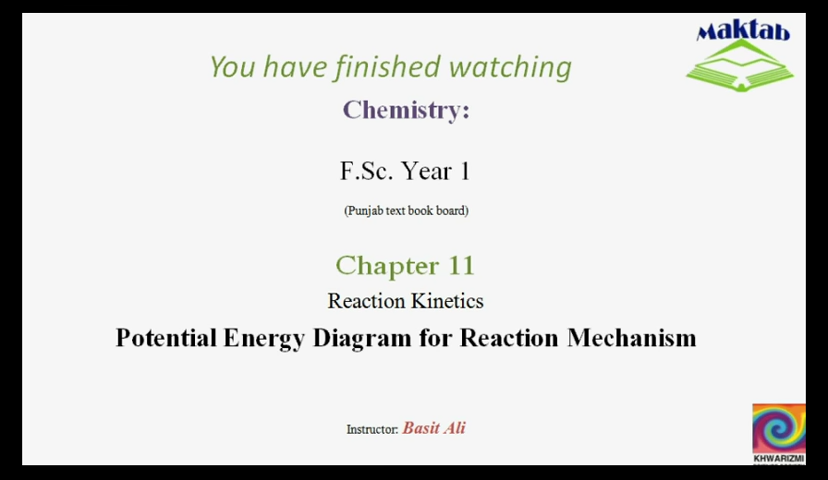 Maktab
You have finished watching
Chemistry:
F.Sc. Year 1
(Punjab text book board)
Chapter 11
Reaction Kinetics
Potential Energy Diagram for Reaction Mechanism
Instructor: Basit Ali
KHWARIZMI